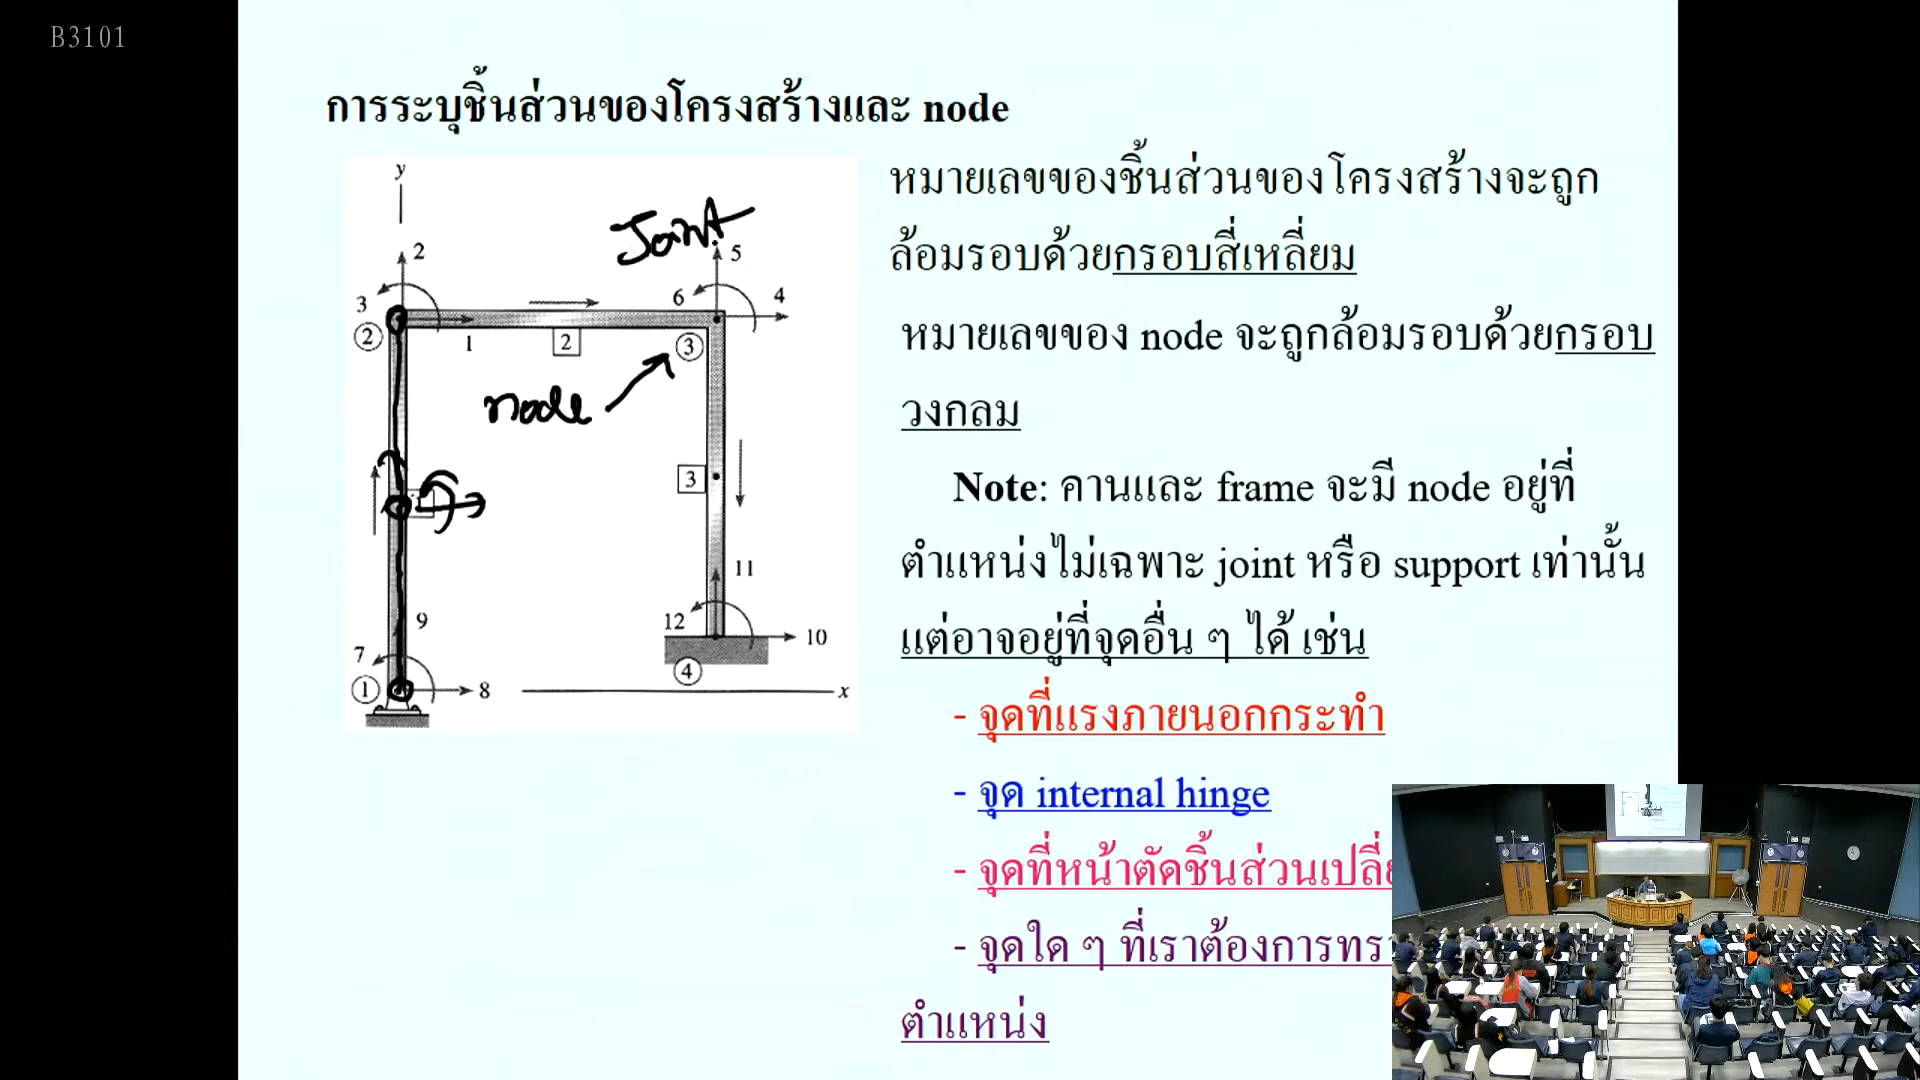 B3101
การระบุชิ้นส่วนของโครงสร้างและ node
หมายเลขของชิ้นส่วนของโครงสร้างจะถูก
ล้อมรอบด้วยกรอบสี่เหลี่ยม
หมายเลขของ node จะถูกล้อมรอบด้วยกรอบ
วงกลม
Note: คานและ frame จะมี node อยู่ที่
ตำแหน่งไม่เฉพาะ joint หรือ support เท่านั้น
แต่อาจอยู่ที่จุดอื่น ๆ ได้ เช่น
- จุดที่แรงภายนอกกระทำ
- จุด internal hinge
- จุดที่หน้าตัดชิ้นส่วนเปลี่
- จุดใด ๆ ที่เราต้องการทร
ตำแหน่ง
y
Joint
2
5
3
6
4
2
1
2
3
node
3
9
11
7
12
10
1
8
4
x